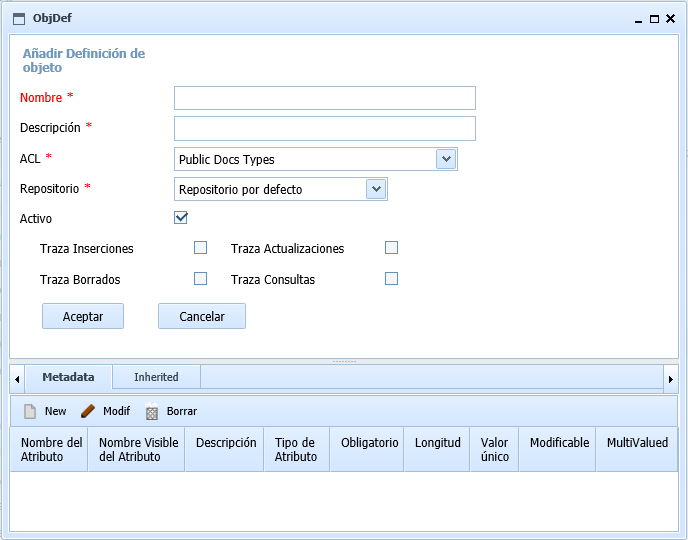 ObjDef
Añadir Definición de
objeto
Nombre *
Descripción *
ACL * Public Docs Types
Repositorio * Repositorio por defecto
Activo
Traza Inserciones Traza Actualizaciones
Traza Borrados Traza Consultas
Aceptar Cancelar
Metadata Inherited
New Modif Borrar
Nombre del Nombre Visible Descripción Tipo de Obligatorio Longitud Valor Modificable MultiValued
Atributo del Atributo Atributo único